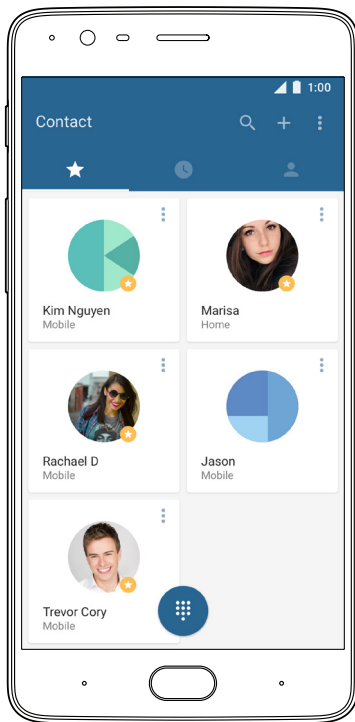 1:00
Contact
Kim Nguyen
Mobile
Marisa
Home
Rachael D
Mobile
Jason
Mobile
Trevor Cory
Mobile